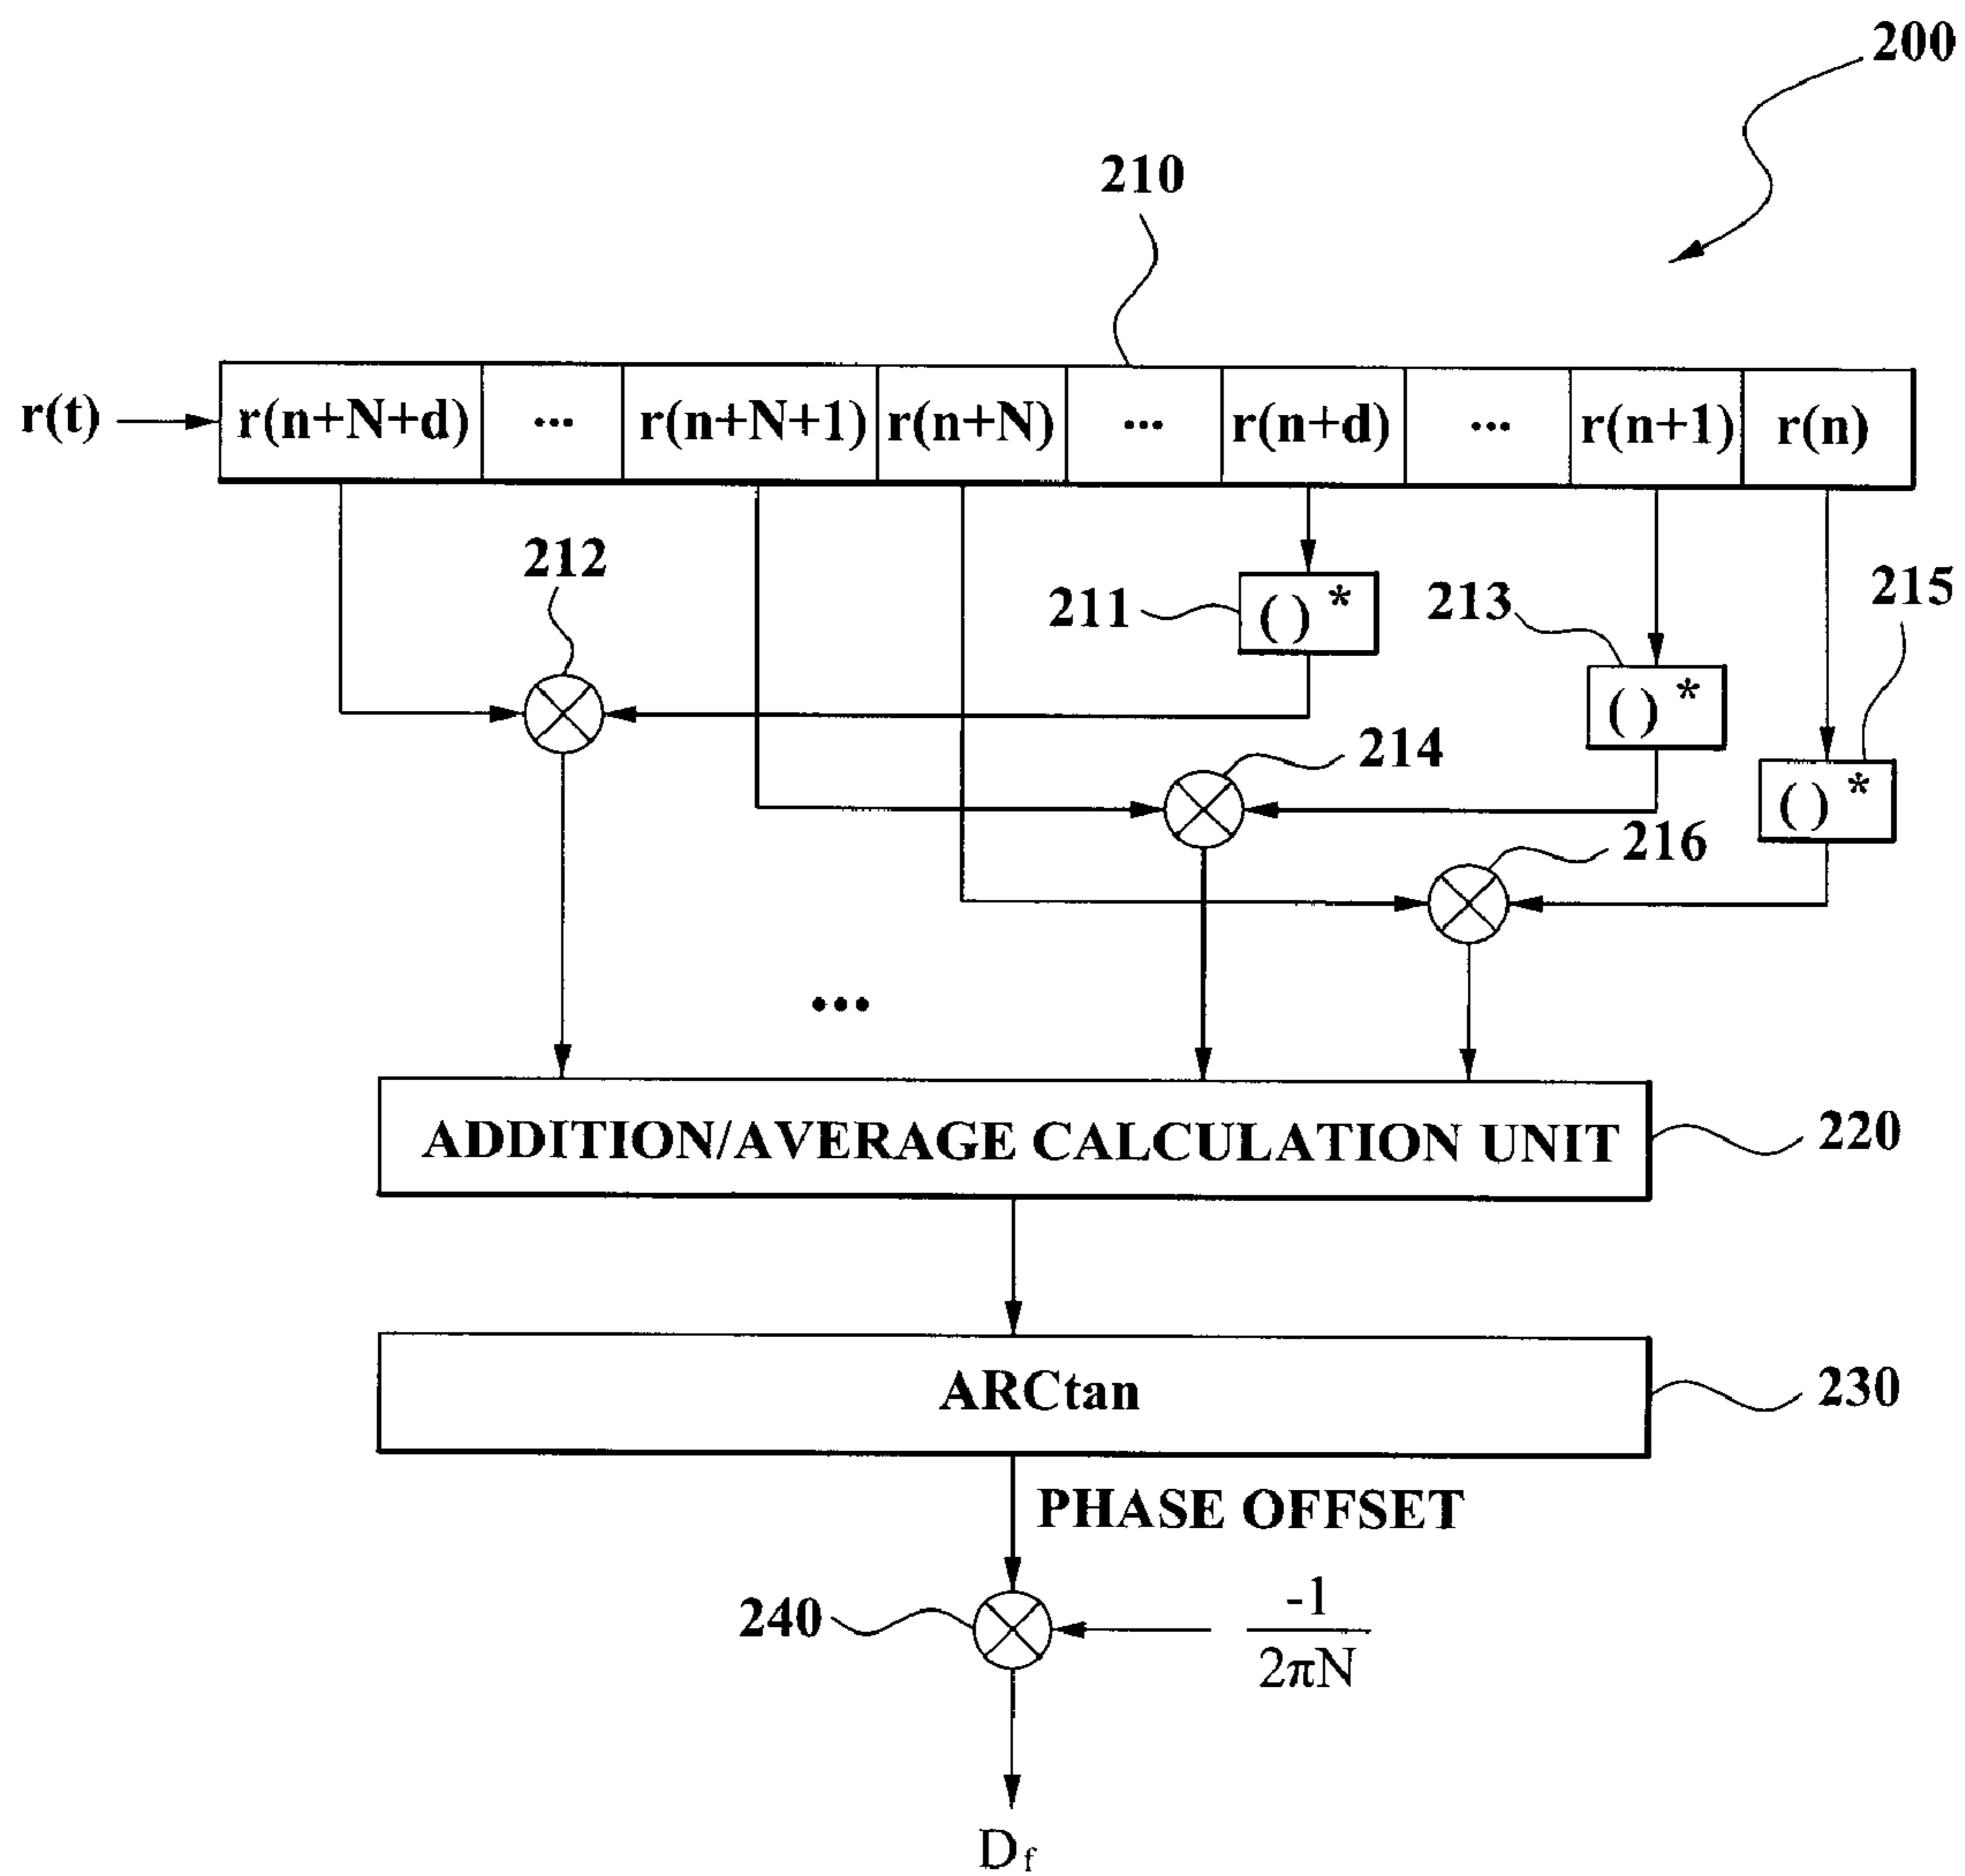 200
210
r(t)
r(n+N+d) ... r(n+N+1) r(n+N) ... r(n+d) ... r(n+1) r(n)
212
211
( ) *
213
( ) *
215
( ) *
214
216
...
ADDITION/AVERAGE CALCULATION UNIT
220
ARCtan
230
PHASE OFFSET
240
-1
2πN
Df